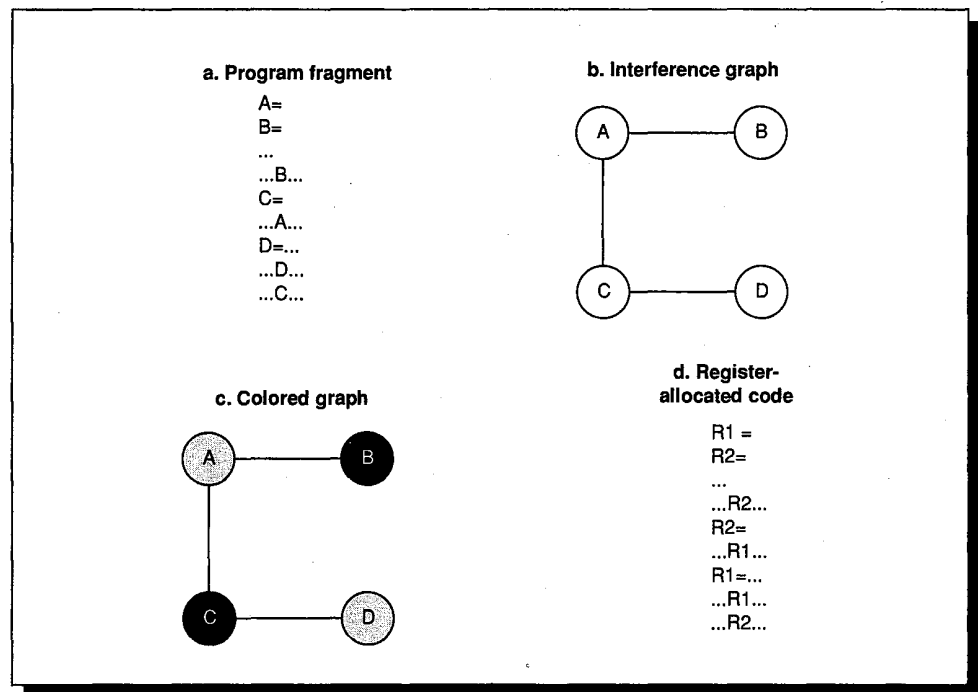 a. Program fragment
A=
B=
...
...B...
C=
...A...
D=...
...D...
...C...
b. Interference graph
A
B
C
D
c. Colored graph
A
B
C
D
d. Register-
allocated code
R1 =
R2=
...
...R2...
R2=
...R1...
R1=...
...R1...
...R2...